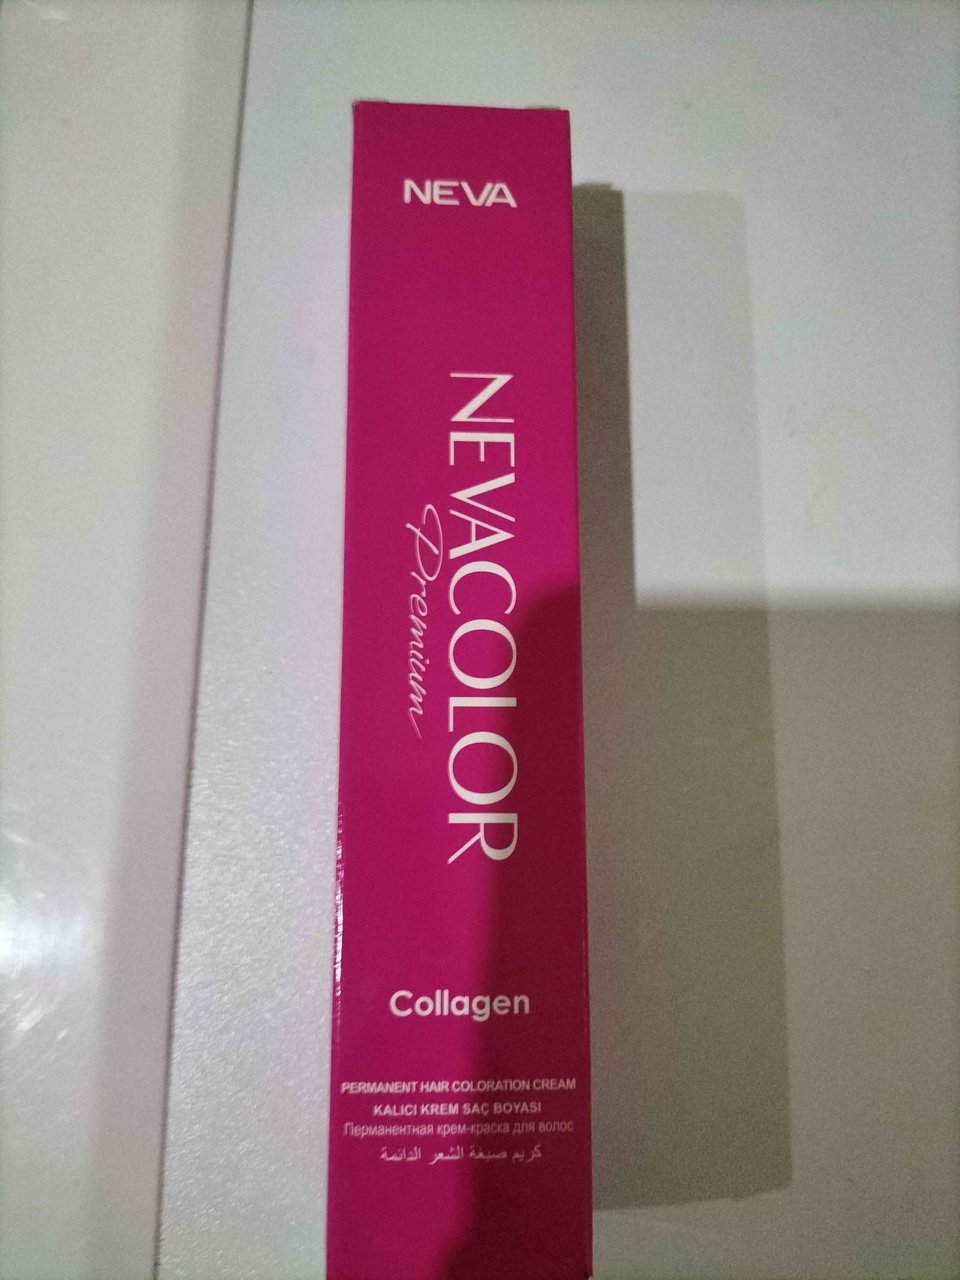 NEVA
NEVACOLOR
Premium
Collagen
PERMANENT HAIR COLORATION CREAM
KALICI KREM SAÇ BOYASI
Перманентная крем-краска для волос
كريم صبغة الشعر الدائمة